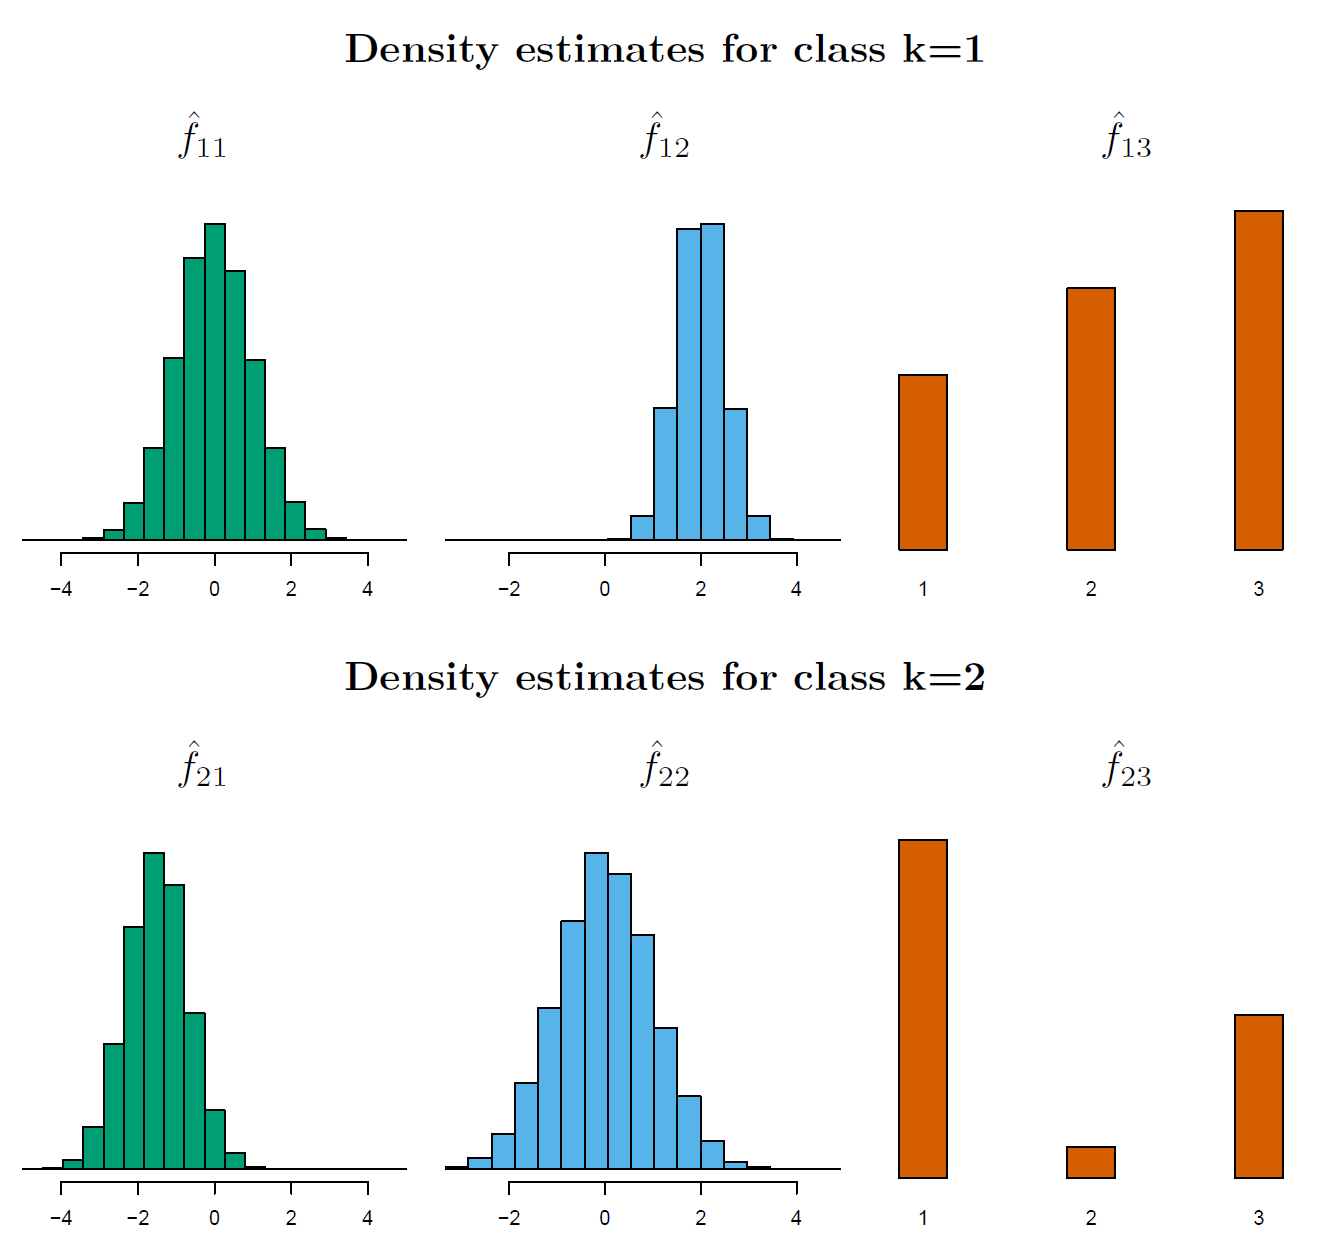 Density estimates for class k=1
f̂₁₁ f̂₁₂ f̂₁₃
−4 −2 0 2 4 −2 0 2 4 1 2 3
Density estimates for class k=2
f̂₂₁ f̂₂₂ f̂₂₃
−4 −2 0 2 4 −2 0 2 4 1 2 3